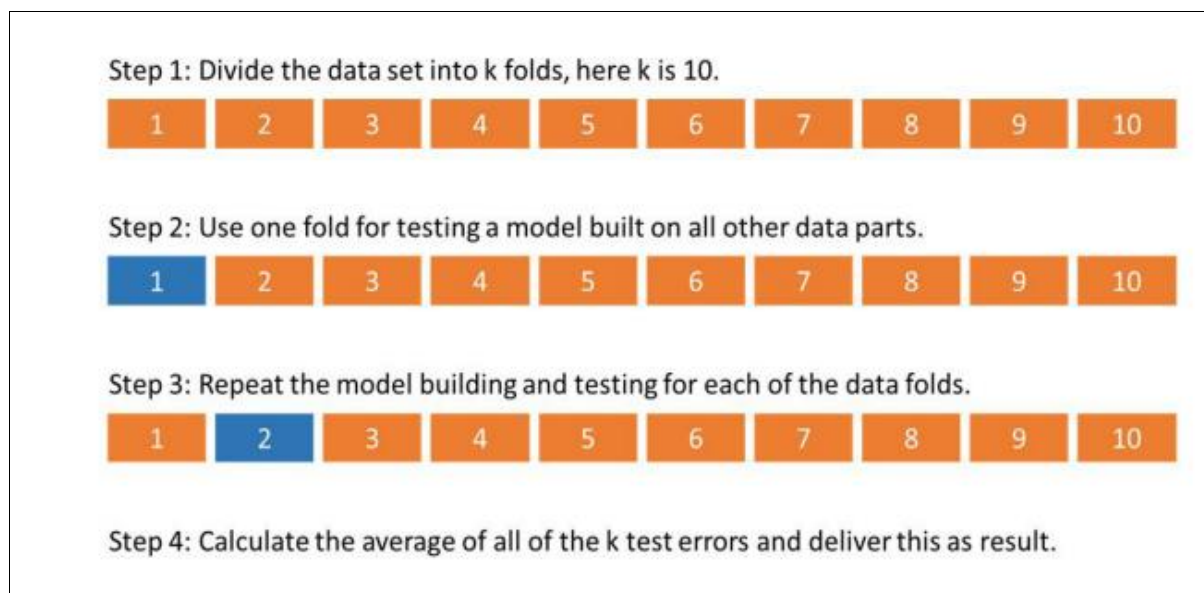 Step 1: Divide the data set into k folds, here k is 10.
1 2 3 4 5 6 7 8 9 10
Step 2: Use one fold for testing a model built on all other data parts.
1 2 3 4 5 6 7 8 9 10
Step 3: Repeat the model building and testing for each of the data folds.
1 2 3 4 5 6 7 8 9 10
Step 4: Calculate the average of all of the k test errors and deliver this as result.